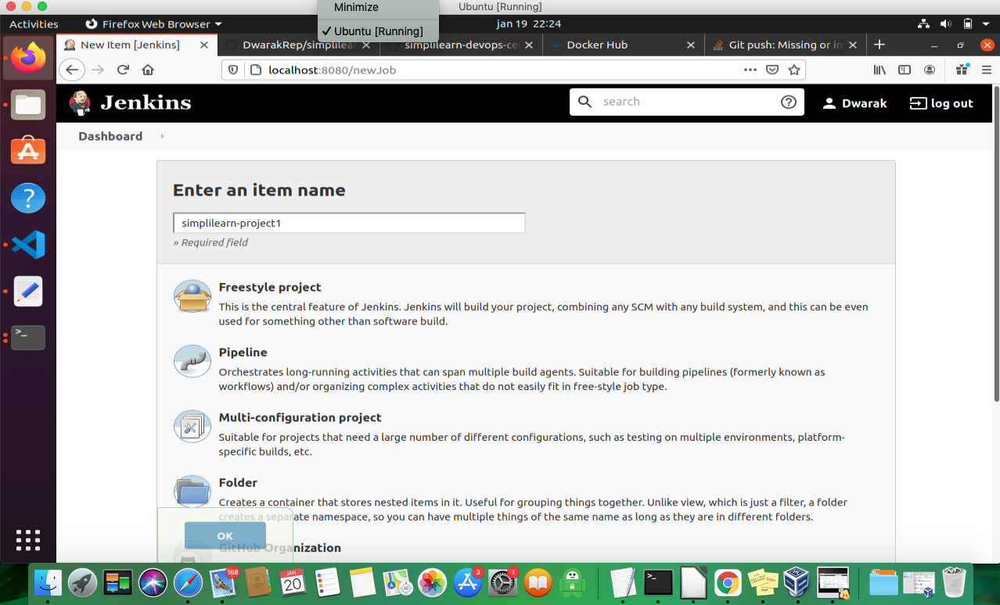 Minimize
Ubuntu [Running]
✓ Ubuntu [Running]
Activities
Firefox Web Browser
jan 19 22:24
New Item [Jenkins]
DwarakRep/simplilear
simplilearn-devops-cer
Docker Hub
Git push: Missing or in
localhost:8080/newJob
Jenkins
search
Dwarak
log out
Dashboard
Enter an item name
simplilearn-project1
» Required field
Freestyle project
This is the central feature of Jenkins. Jenkins will build your project, combining any SCM with any build system, and this can be even
used for something other than software build.
Pipeline
Orchestrates long-running activities that can span multiple build agents. Suitable for building pipelines (formerly known as
workflows) and/or organizing complex activities that do not easily fit in free-style job type.
Multi-configuration project
Suitable for projects that need a large number of different configurations, such as testing on multiple environments, platform-
specific builds, etc.
Folder
Creates a container that stores nested items in it. Useful for grouping things together. Unlike view, which is just a filter, a folder
creates a separate namespace, so you can have multiple things of the same name as long as they are in different folders.
OK
GitHub Organization
168
JAN
20
3
1